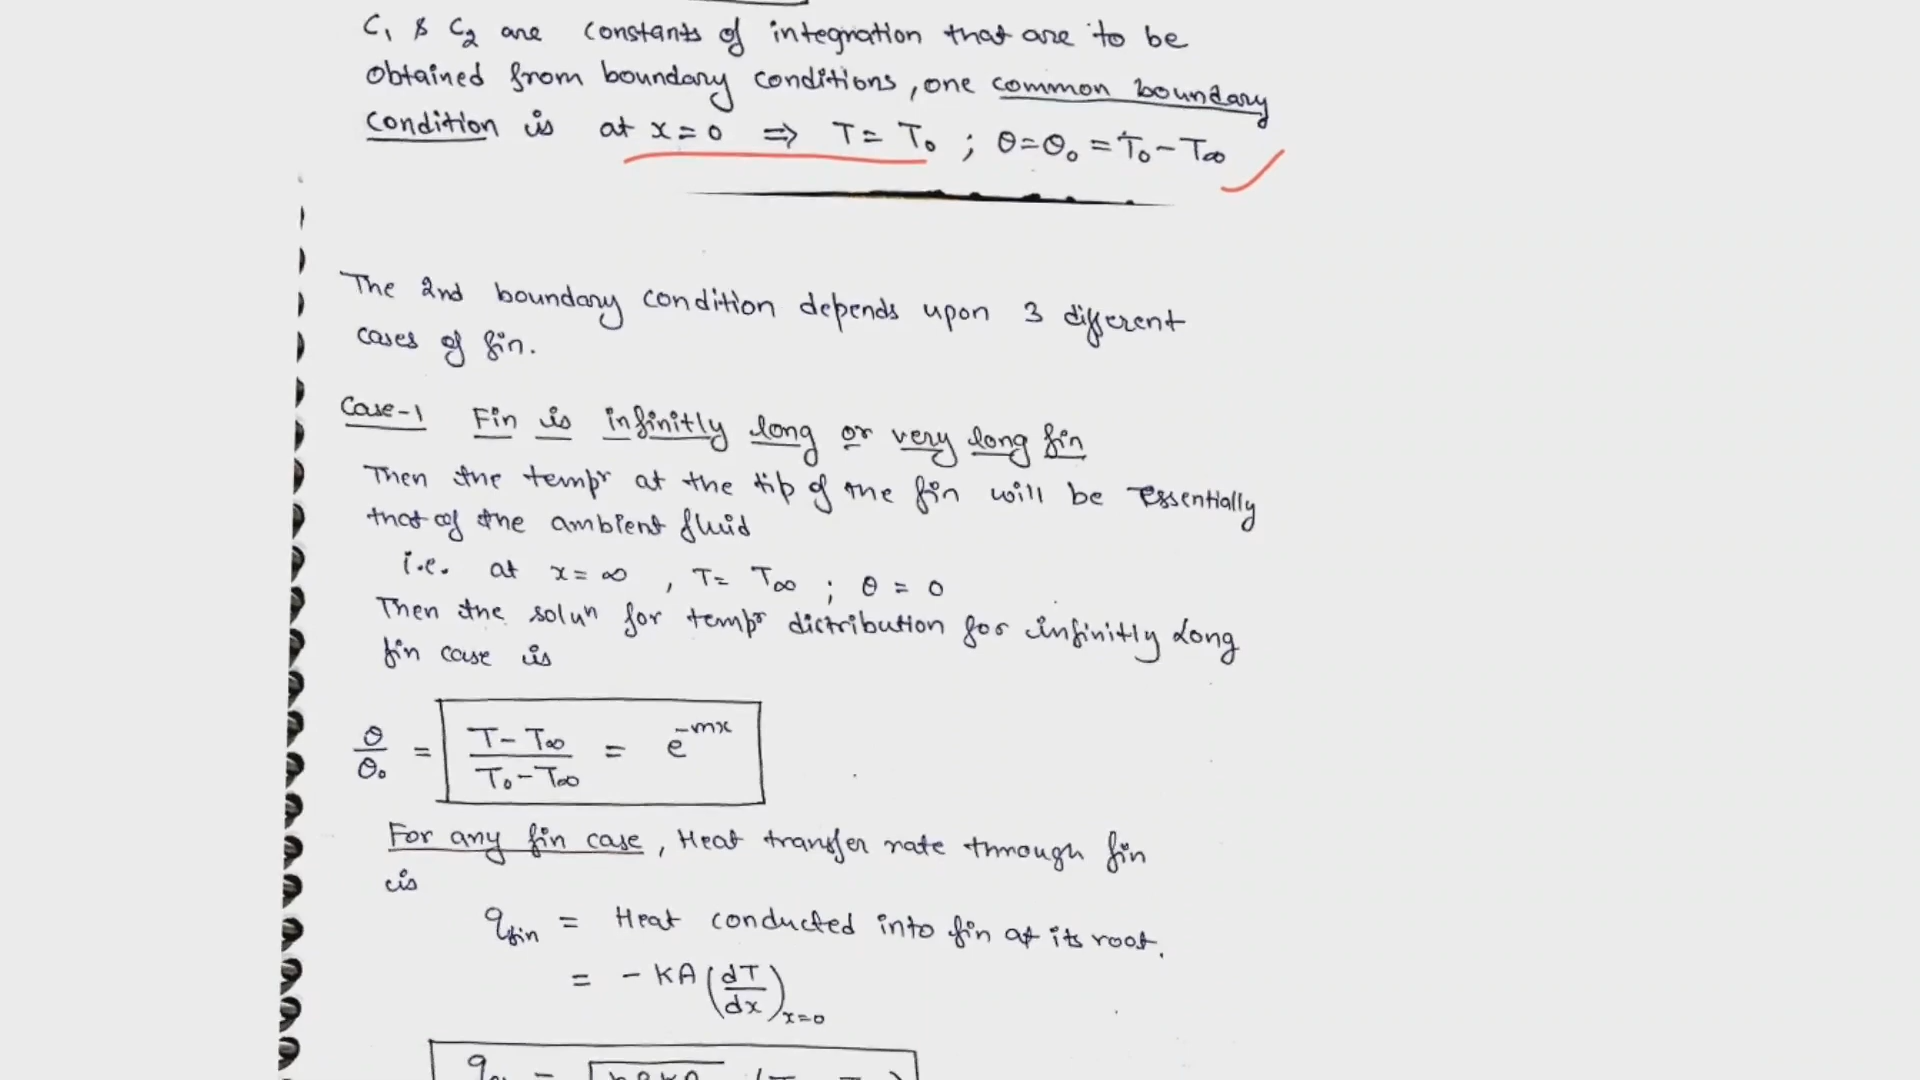 C₁ & C₂ are constants of integration that are to be
obtained from boundary conditions, one common boundary
condition is at x = 0 ⇒ T = T₀ ; θ = θ₀ = T₀ - T∞
The 2nd boundary condition depends upon 3 different
cases of fin.
Case-1 Fin is infinitly long or very long fin
Then the tempr at the tip of the fin will be essentially
that of the ambient fluid
i.e. at x = ∞ , T = T∞ ; θ = 0
Then the soluⁿ for tempr distribution for infinitly long
fin case is
θ/θ₀ = (T - T∞)/(T₀ - T∞) = e^-mx
For any fin case, Heat transfer rate through fin
is
q_fin = Heat conducted into fin at its root.
= - KA (dT/dx)_x=0